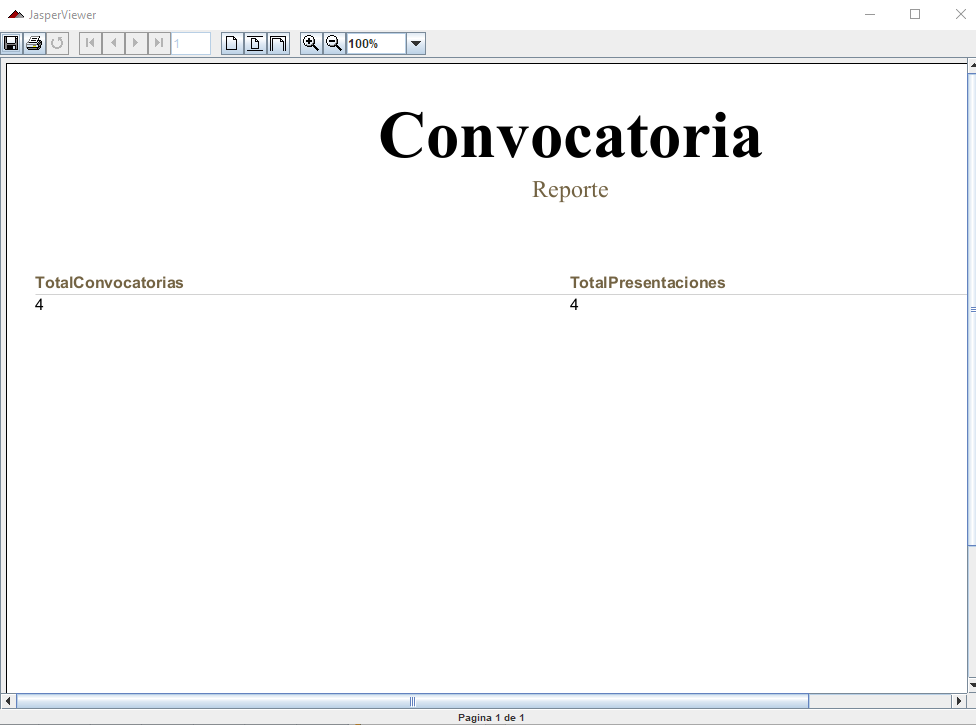 JasperViewer
1
100%
Convocatoria
Reporte
TotalConvocatorias TotalPresentaciones
4 4
Pagina 1 de 1